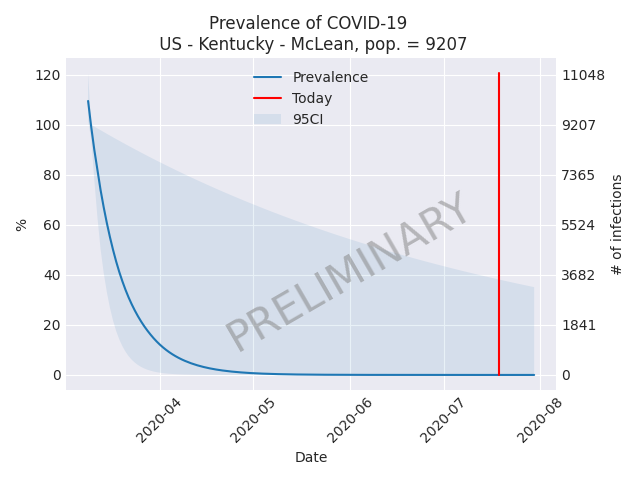 Prevalence of COVID-19
US - Kentucky - McLean, pop. = 9207
Prevalence
Today
95CI
PRELIMINARY
120
100
80
60
40
20
0
%
11048
9207
7365
5524
3682
1841
0
# of infections
2020-04
2020-05
2020-06
2020-07
2020-08
Date